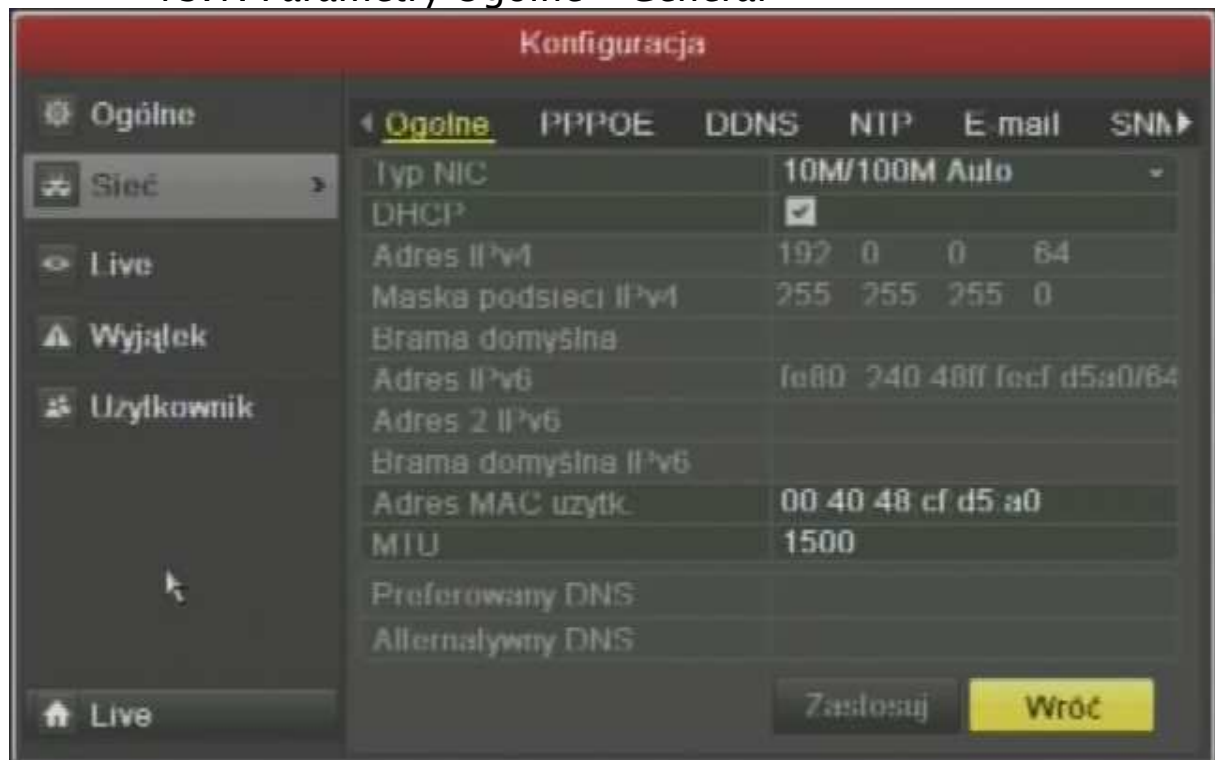 Konfiguracja
Ogólne
Sieć
Live
Wyjątek
Uzytkownik
Live
Ogolne PPPOE DDNS NTP E-mail
Typ NIC 10M/100M Auto
DHCP
Adres IPv4 192 0 0 64
Maska podsieci IPv4 255 255 255 0
Brama domyślna
Adres IPv6 fe80 240 48ff fecf d5a0/64
Adres 2 IPv6
Brama domyślna IPv6
Adres MAC uzytk. 00 40 48 cf d5 a0
MTU 1500
Preferowany DNS
Alternatywny DNS
Zastosuj Wróć